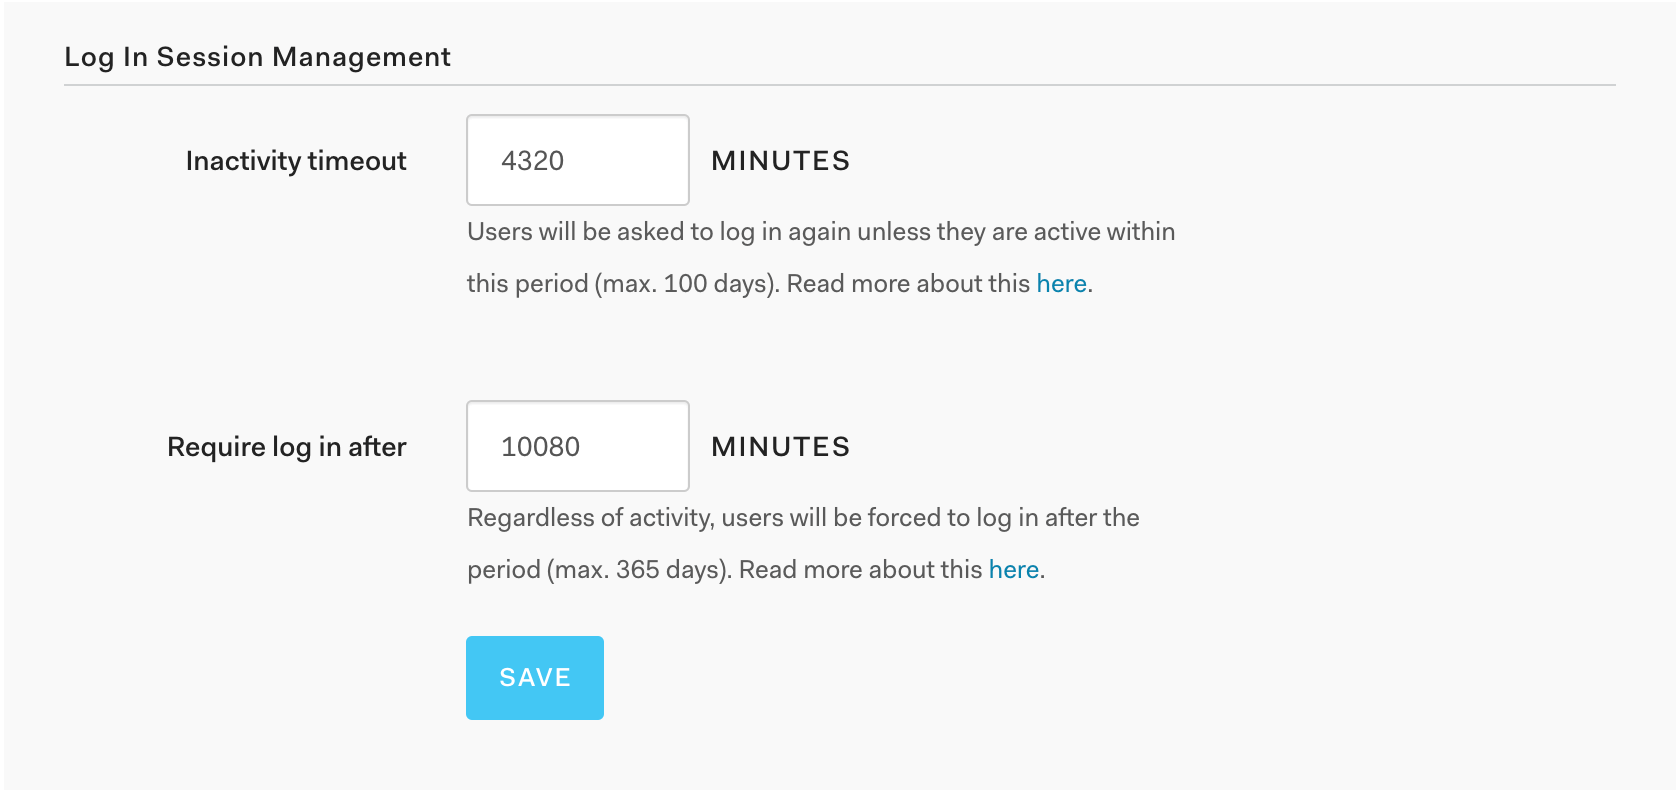 Log In Session Management
Inactivity timeout 4320 MINUTES
Users will be asked to log in again unless they are active within
this period (max. 100 days). Read more about this here.
Require log in after 10080 MINUTES
Regardless of activity, users will be forced to log in after the
period (max. 365 days). Read more about this here.
SAVE